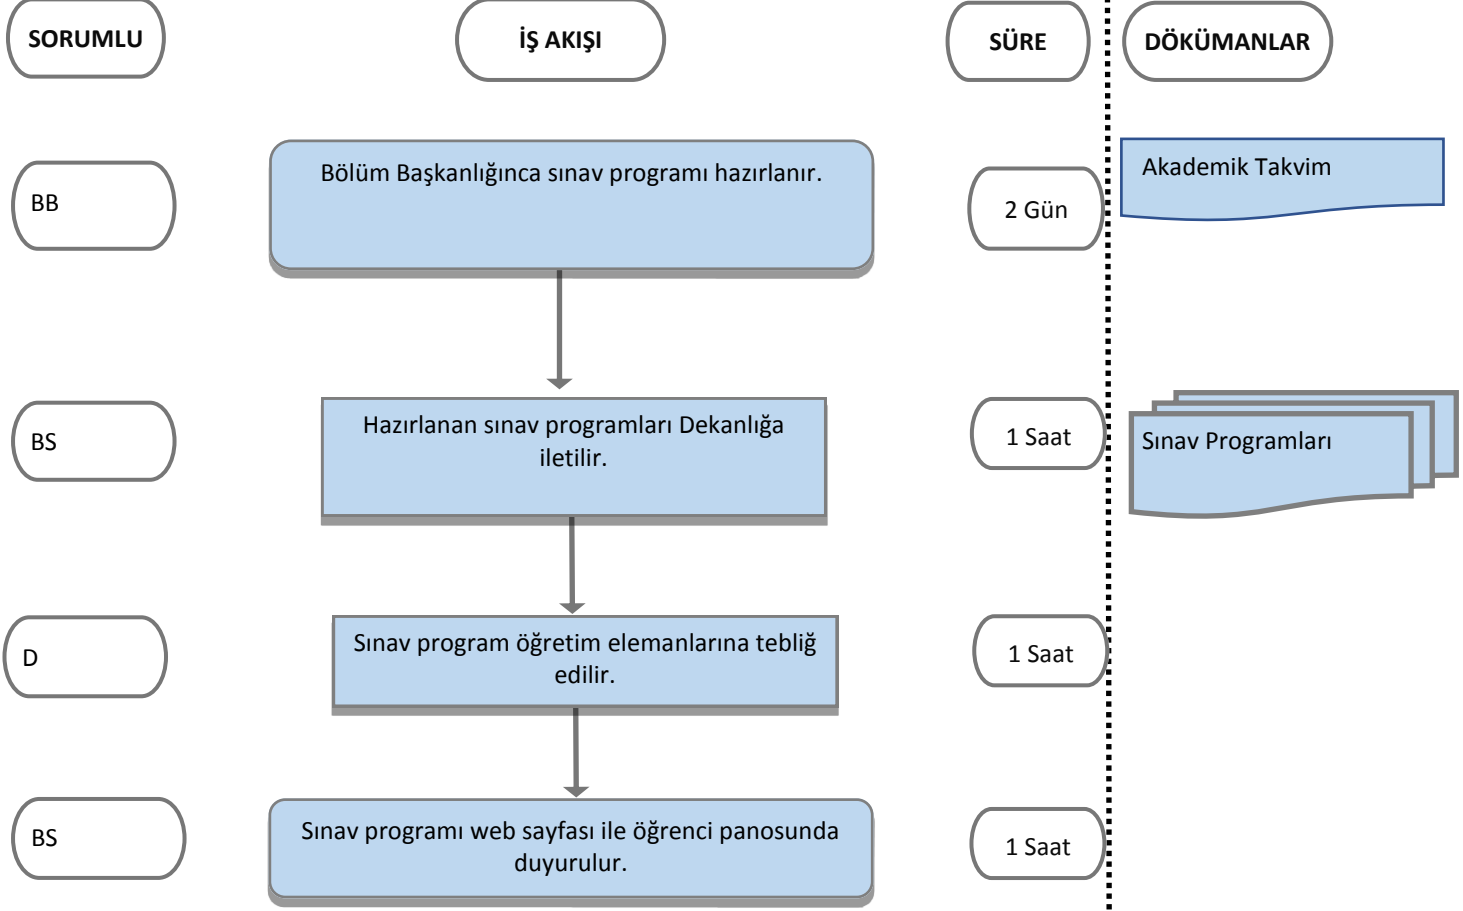 SORUMLU
İŞ AKIŞI
SÜRE
DÖKÜMANLAR
BB
Bölüm Başkanlığınca sınav programı hazırlanır.
2 Gün
Akademik Takvim
BS
Hazırlanan sınav programları Dekanlığa
iletilir.
1 Saat
Sınav Programları
D
Sınav program öğretim elemanlarına tebliğ
edilir.
1 Saat
BS
Sınav programı web sayfası ile öğrenci panosunda
duyurulur.
1 Saat